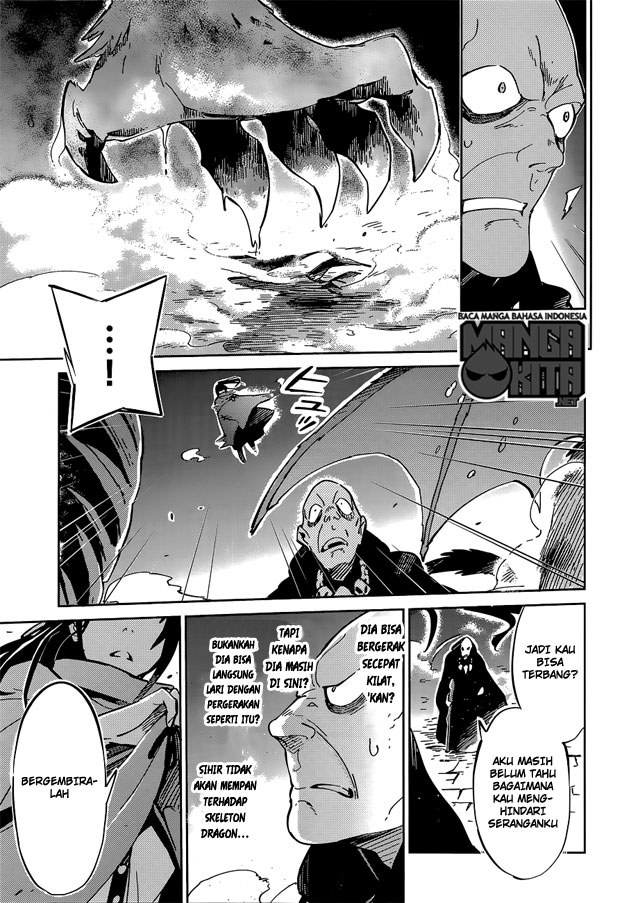 BACA MANGA BAHASA INDONESIA
MANGA
KITA
.NET
...!
JADI KAU
BISA
TERBANG?
AKU MASIH
BELUM TAHU
BAGAIMANA
KAU MENG-
HINDARI
SERANGANKU
DIA BISA
BERGERAK
SECEPAT
KILAT,
'KAN?
TAPI
KENAPA
DIA MASIH
DI SINI?
BUKANKAH
DIA BISA
LANGSUNG
LARI DENGAN
PERGERAKAN
SEPERTI ITU?
SIHIR TIDAK
AKAN MEMPAN
TERHADAP
SKELETON
DRAGON...
BERGEMBIRA-
LAH